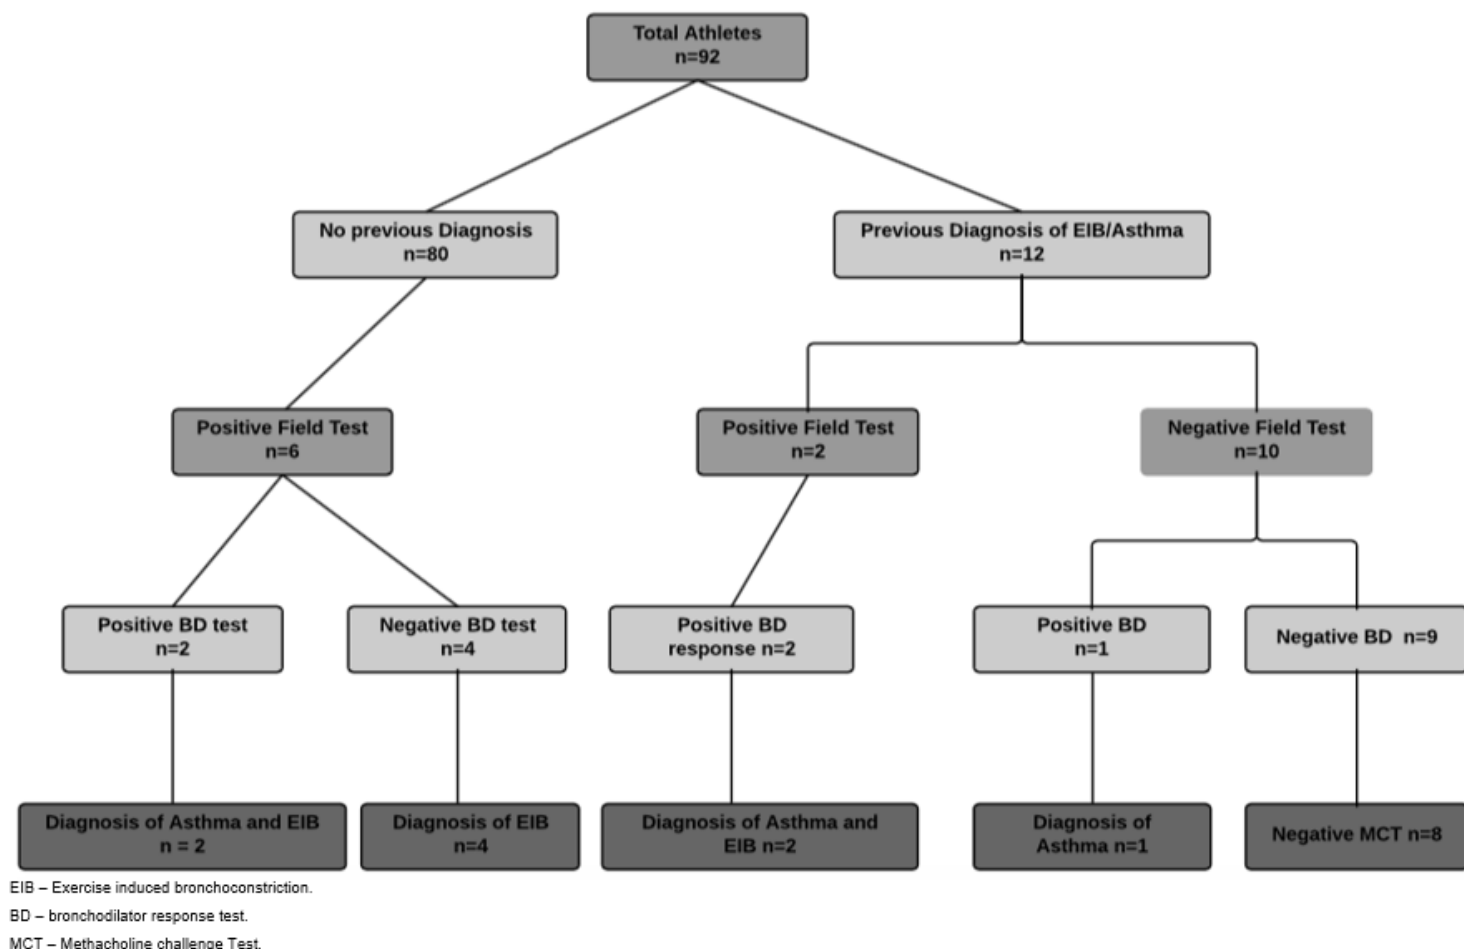 Total Athletes
n=92
No previous Diagnosis
n=80
Previous Diagnosis of EIB/Asthma
n=12
Positive Field Test
n=6
Positive Field Test
n=2
Negative Field Test
n=10
Positive BD test
n=2
Negative BD test
n=4
Positive BD
response n=2
Positive BD
n=1
Negative BD n=9
Diagnosis of Asthma and EIB
n = 2
Diagnosis of EIB
n=4
Diagnosis of Asthma and
EIB n=2
Diagnosis of
Asthma n=1
Negative MCT n=8
EIB – Exercise induced bronchoconstriction.
BD – bronchodilator response test.
MCT – Methacholine challenge Test.